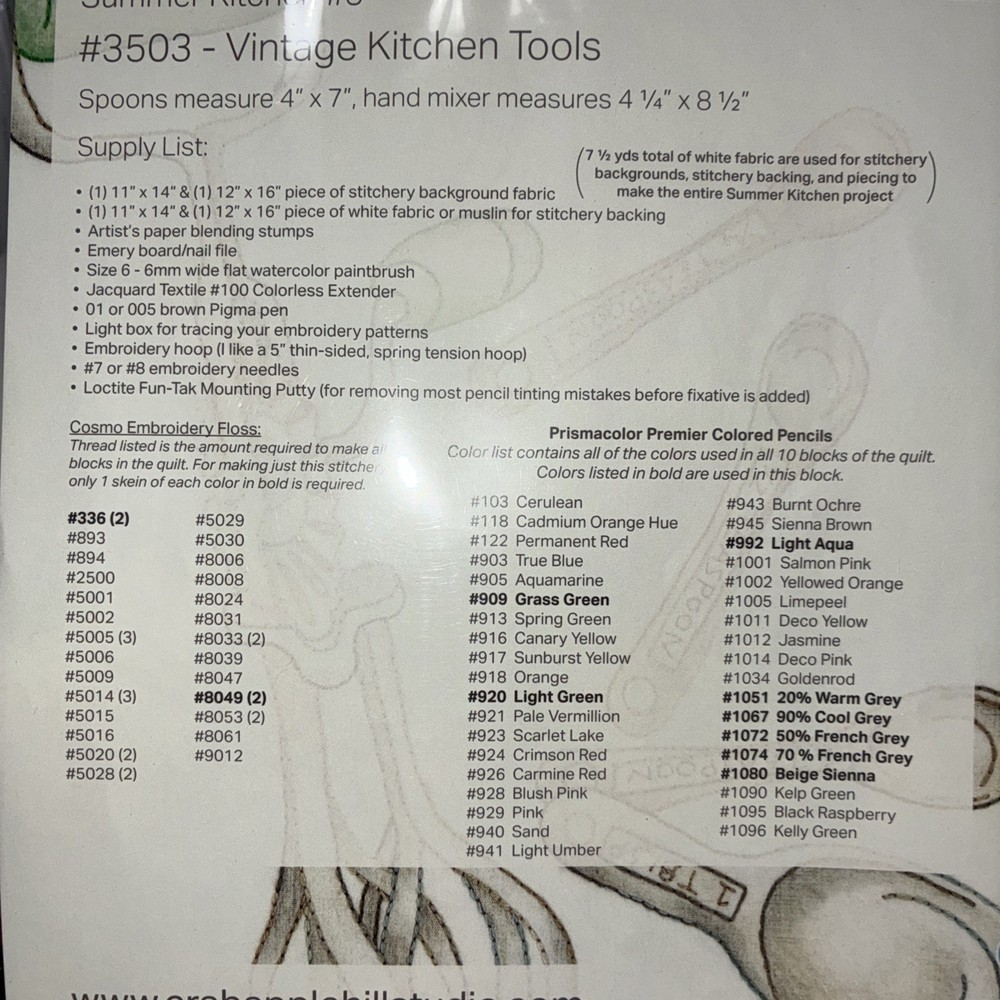 Summer Kitchen
#3503 - Vintage Kitchen Tools
Spoons measure 4" x 7", hand mixer measures 4 ¼" x 8 ½"
Supply List:
(7 ½ yds total of white fabric are used for stitchery
backgrounds, stitchery backing, and piecing to
make the entire Summer Kitchen project)
• (1) 11" x 14" & (1) 12" x 16" piece of stitchery background fabric
• (1) 11" x 14" & (1) 12" x 16" piece of white fabric or muslin for stitchery backing
• Artist's paper blending stumps
• Emery board/nail file
• Size 6 - 6mm wide flat watercolor paintbrush
• Jacquard Textile #100 Colorless Extender
• 01 or 005 brown Pigma pen
• Light box for tracing your embroidery patterns
• Embroidery hoop (I like a 5" thin-sided, spring tension hoop)
• #7 or #8 embroidery needles
• Loctite Fun-Tak Mounting Putty (for removing most pencil tinting mistakes before fixative is added)
Cosmo Embroidery Floss:
Thread listed is the amount required to make all
blocks in the quilt. For making just this stitchery
only 1 skein of each color in bold is required.
#336 (2)
#893
#894
#2500
#5001
#5002
#5005 (3)
#5006
#5009
#5014 (3)
#5015
#5016
#5020 (2)
#5028 (2)
#5029
#5030
#8006
#8008
#8024
#8031
#8033 (2)
#8039
#8047
#8049 (2)
#8053 (2)
#8061
#9012
Prismacolor Premier Colored Pencils
Color list contains all of the colors used in all 10 blocks of the quilt.
Colors listed in bold are used in this block.
#103 Cerulean
#118 Cadmium Orange Hue
#122 Permanent Red
#903 True Blue
#905 Aquamarine
#909 Grass Green
#913 Spring Green
#916 Canary Yellow
#917 Sunburst Yellow
#918 Orange
#920 Light Green
#921 Pale Vermillion
#923 Scarlet Lake
#924 Crimson Red
#926 Carmine Red
#928 Blush Pink
#929 Pink
#940 Sand
#941 Light Umber
#943 Burnt Ochre
#945 Sienna Brown
#992 Light Aqua
#1001 Salmon Pink
#1002 Yellowed Orange
#1005 Limepeel
#1011 Deco Yellow
#1012 Jasmine
#1014 Deco Pink
#1034 Goldenrod
#1051 20% Warm Grey
#1067 90% Cool Grey
#1072 50% French Grey
#1074 70 % French Grey
#1080 Beige Sienna
#1090 Kelp Green
#1095 Black Raspberry
#1096 Kelly Green
www.crabapplehillstudio.com